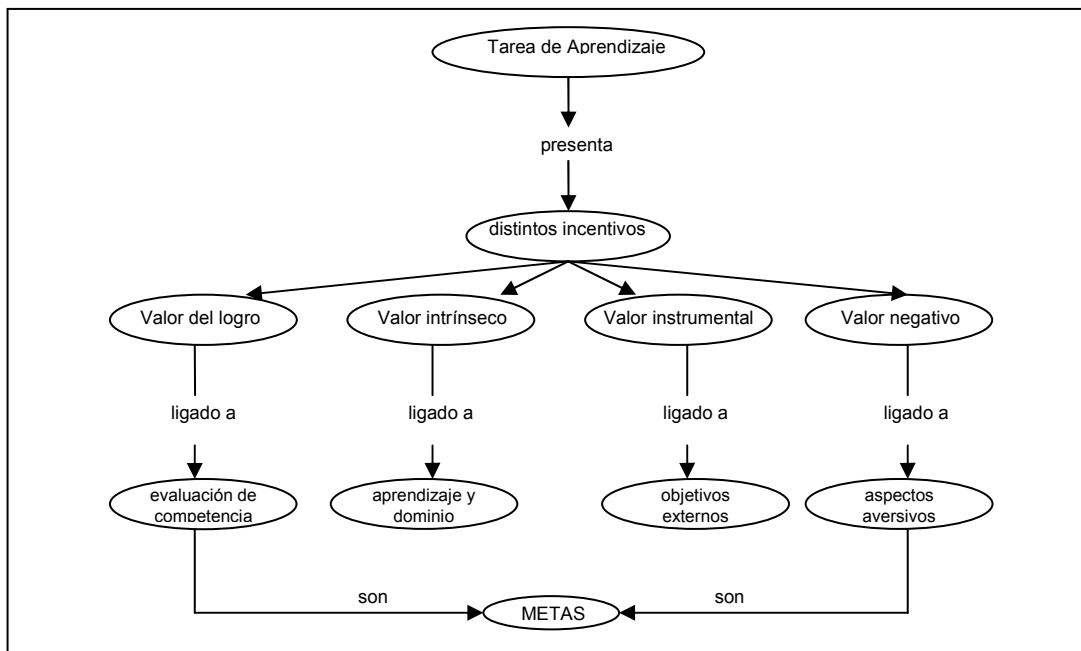 Tarea de Aprendizaje
presenta
distintos incentivos
Valor del logro
Valor intrínseco
Valor instrumental
Valor negativo
ligado a
ligado a
ligado a
ligado a
evaluación de
competencia
aprendizaje y
dominio
objetivos
externos
aspectos
aversivos
son
son
METAS